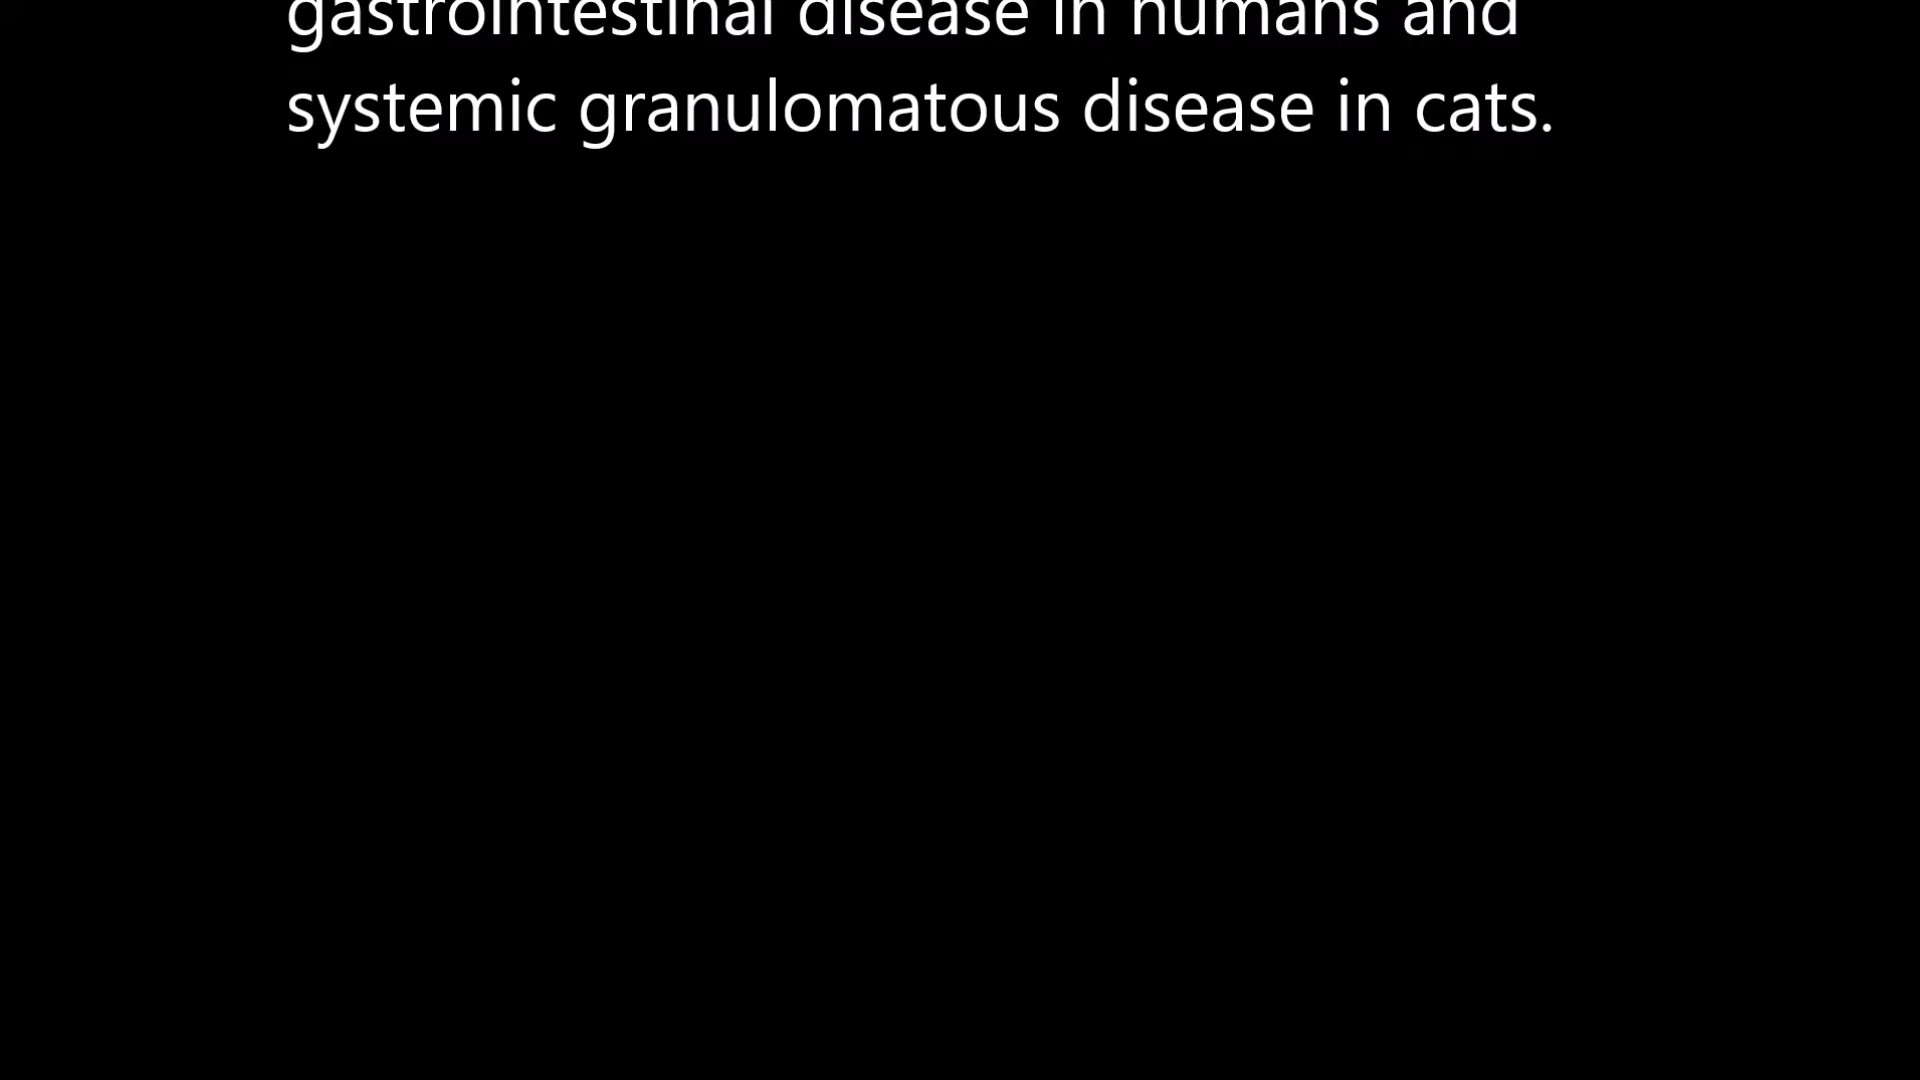 gastrointestinal disease in humans and
systemic granulomatous disease in cats.